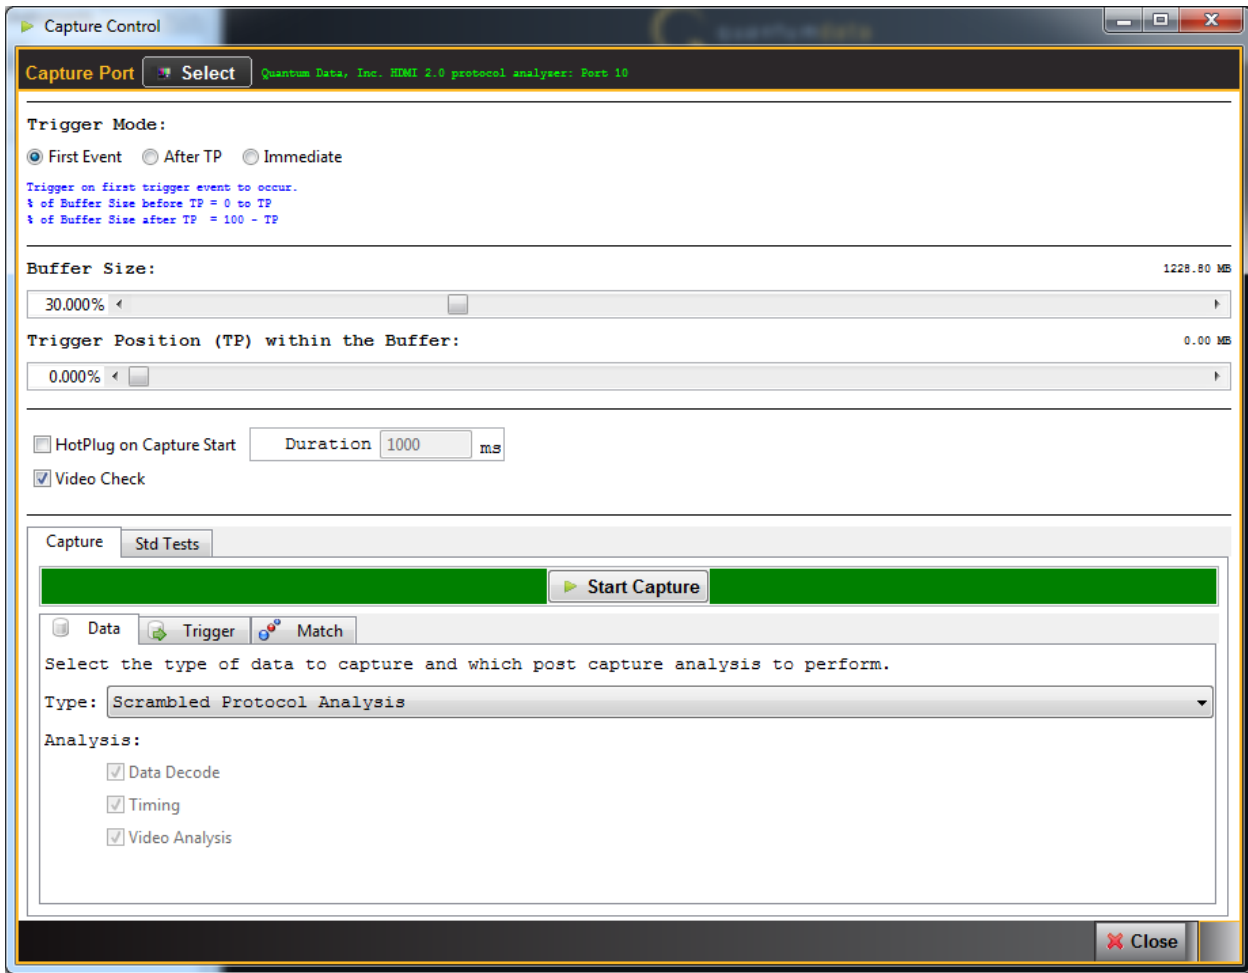 Capture Control
quantumdata
Capture Port Select Quantum Data, Inc. HDMI 2.0 protocol analyser: Port 10
Trigger Mode:
First Event After TP Immediate
Trigger on first trigger event to occur.
% of Buffer Size before TP = 0 to TP
% of Buffer Size after TP = 100 - TP
Buffer Size: 1228.80 MB
30.000%
Trigger Position (TP) within the Buffer: 0.00 MB
0.000%
HotPlug on Capture Start Duration 1000 ms
Video Check
Capture Std Tests
Start Capture
Data Trigger Match
Select the type of data to capture and which post capture analysis to perform.
Type: Scrambled Protocol Analysis
Analysis:
Data Decode
Timing
Video Analysis
Close